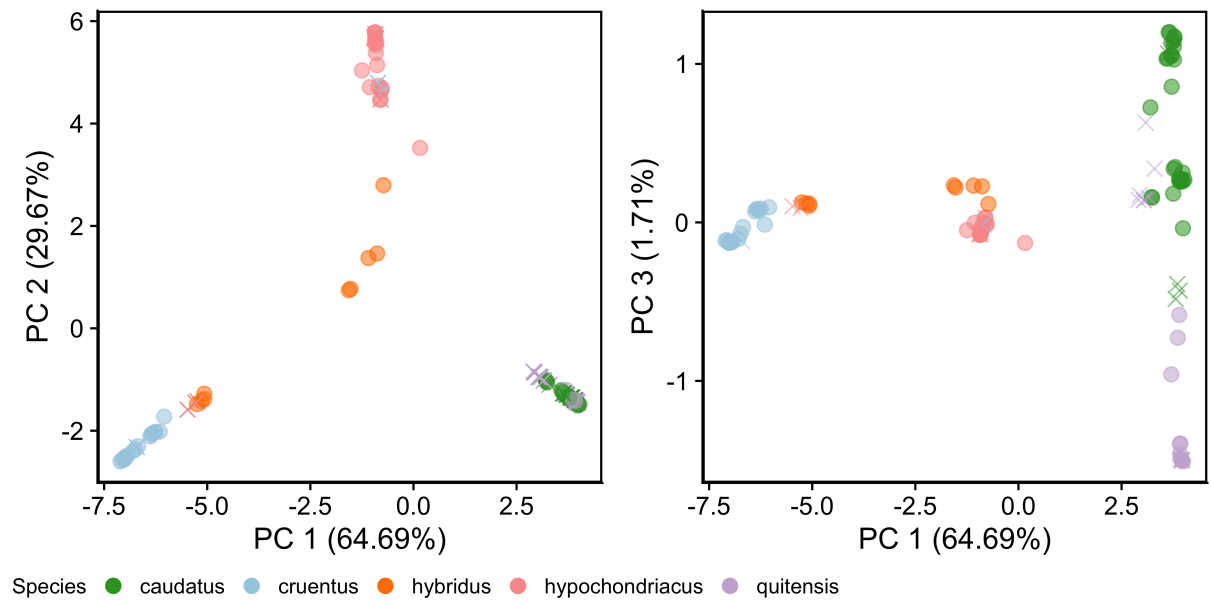 6
4
2
0
-2
PC 2 (29.67%)
-7.5 -5.0 -2.5 0.0 2.5
PC 1 (64.69%)
1
0
-1
PC 3 (1.71%)
-7.5 -5.0 -2.5 0.0 2.5
PC 1 (64.69%)
Species caudatus cruentus hybridus hypochondriacus quitensis